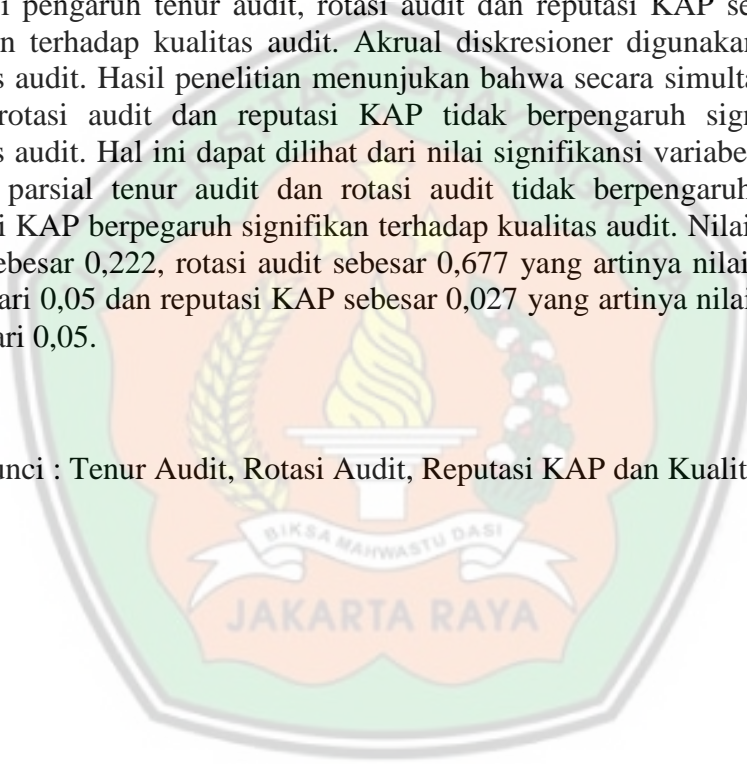 i pengaruh tenur audit, rotasi audit dan reputasi KAP se
n terhadap kualitas audit. Akrual diskresioner digunakan
s audit. Hasil penelitian menunjukan bahwa secara simulta
rotasi audit dan reputasi KAP tidak berpengaruh sign
s audit. Hal ini dapat dilihat dari nilai signifikansi variabe
parsial tenur audit dan rotasi audit tidak berpengaruh
i KAP berpegaruh signifikan terhadap kualitas audit. Nilai
ebesar 0,222, rotasi audit sebesar 0,677 yang artinya nilai
ari 0,05 dan reputasi KAP sebesar 0,027 yang artinya nilai
ari 0,05.
unci : Tenur Audit, Rotasi Audit, Reputasi KAP dan Kualit
BIKSA MAHWASTU DASI
JAKARTA RAYA